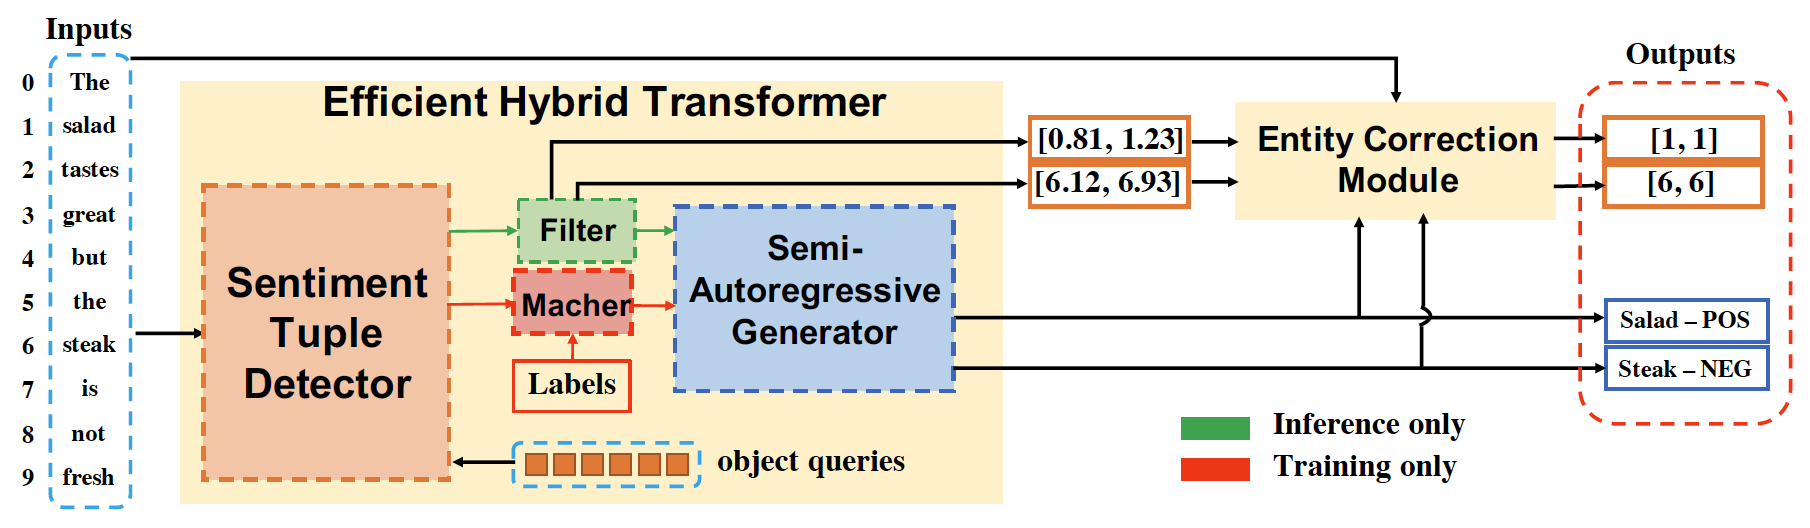 Inputs
0 The
1 salad
2 tastes
3 great
4 but
5 the
6 steak
7 is
8 not
9 fresh
Efficient Hybrid Transformer
Sentiment
Tuple
Detector
Filter
Macher
Labels
Semi-
Autoregressive
Generator
object queries
[0.81, 1.23]
[6.12, 6.93]
Entity Correction
Module
Outputs
[1, 1]
[6, 6]
Salad – POS
Steak – NEG
Inference only
Training only